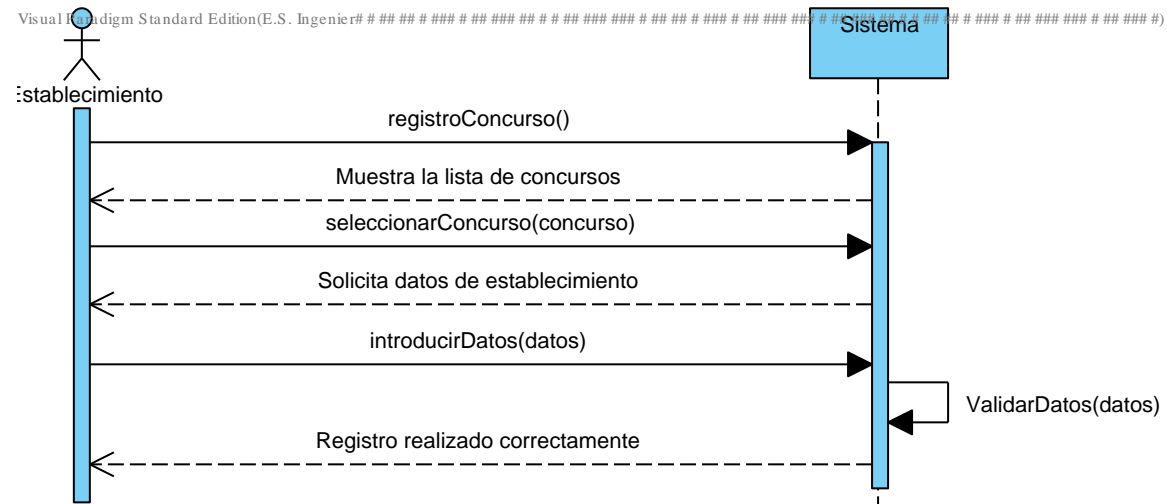 Visual Paradigm Standard Edition(E.S. Ingenier# # ## ## # ### # ## ### ## # # ## ### ### # ## ## # ### # ## ## ## ### # ## ### ### ## # # ## ## ## # ### # ## ### ### # ## ### #)
Sistema
Establecimiento
registroConcurso()
Muestra la lista de concursos
seleccionarConcurso(concurso)
Solicita datos de establecimiento
introducirDatos(datos)
ValidarDatos(datos)
Registro realizado correctamente